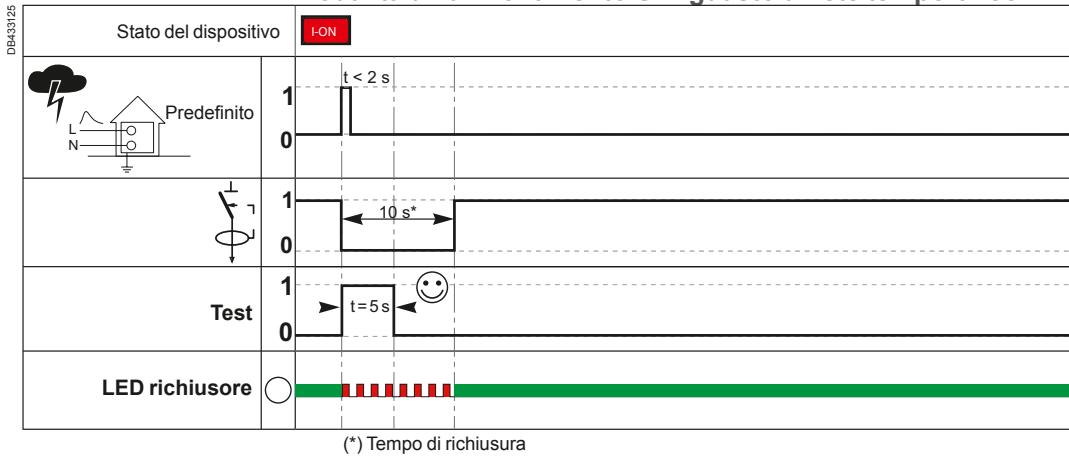 DB433125
Stato del dispositivo
I-ON
t < 2 s
Predefinito
L
N
1
0
1
10 s*
0
1
Test
t=5s
0
LED richiusore
(*) Tempo di richiusura